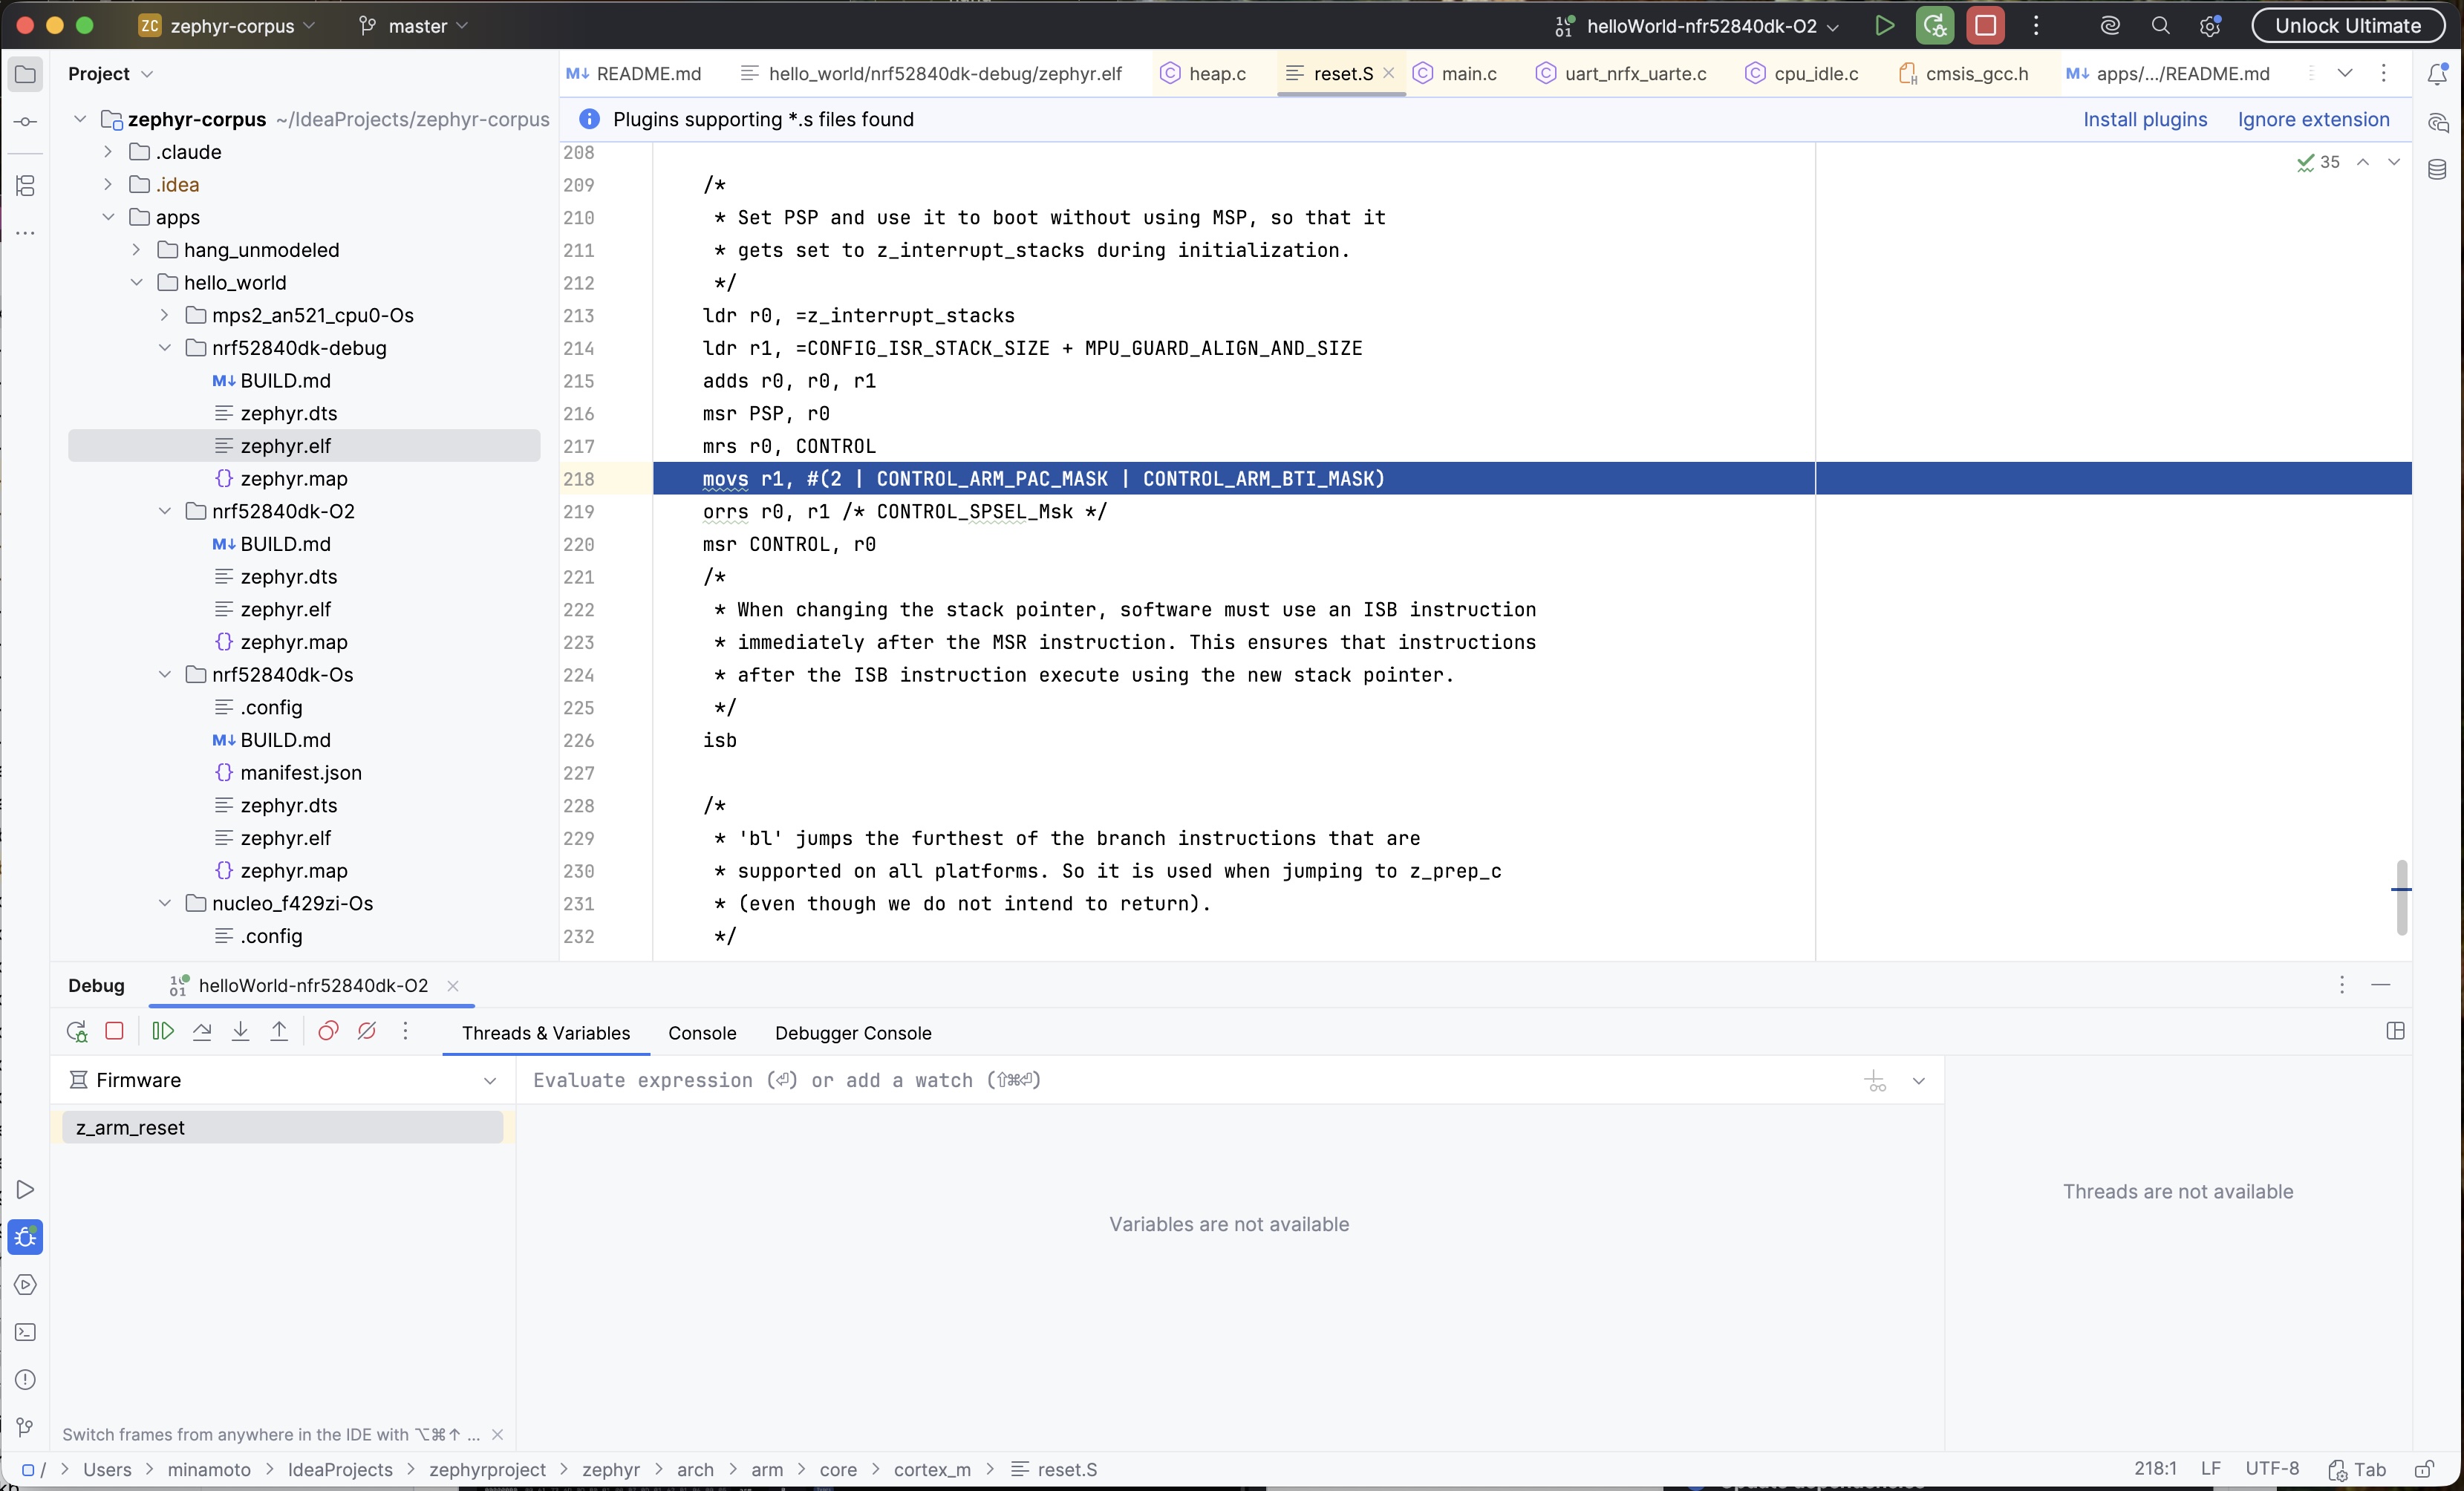 ZC zephyr-corpus master helloWorld-nfr52840dk-O2 Unlock Ultimate
Project
README.md hello_world/nrf52840dk-debug/zephyr.elf heap.c reset.S main.c uart_nrfx_uarte.c cpu_idle.c cmsis_gcc.h apps/.../README.md
Plugins supporting *.s files found Install plugins Ignore extension
zephyr-corpus ~/IdeaProjects/zephyr-corpus
.claude
.idea
apps
hang_unmodeled
hello_world
mps2_an521_cpu0-Os
nrf52840dk-debug
BUILD.md
zephyr.dts
zephyr.elf
zephyr.map
nrf52840dk-O2
BUILD.md
zephyr.dts
zephyr.elf
zephyr.map
nrf52840dk-Os
.config
BUILD.md
manifest.json
zephyr.dts
zephyr.elf
zephyr.map
nucleo_f429zi-Os
.config
35
208
209 /*
210 * Set PSP and use it to boot without using MSP, so that it
211 * gets set to z_interrupt_stacks during initialization.
212 */
213 ldr r0, =z_interrupt_stacks
214 ldr r1, =CONFIG_ISR_STACK_SIZE + MPU_GUARD_ALIGN_AND_SIZE
215 adds r0, r0, r1
216 msr PSP, r0
217 mrs r0, CONTROL
218 movs r1, #(2 | CONTROL_ARM_PAC_MASK | CONTROL_ARM_BTI_MASK)
219 orrs r0, r1 /* CONTROL_SPSEL_Msk */
220 msr CONTROL, r0
221 /*
222 * When changing the stack pointer, software must use an ISB instruction
223 * immediately after the MSR instruction. This ensures that instructions
224 * after the ISB instruction execute using the new stack pointer.
225 */
226 isb
227
228 /*
229 * 'bl' jumps the furthest of the branch instructions that are
230 * supported on all platforms. So it is used when jumping to z_prep_c
231 * (even though we do not intend to return).
232 */
Debug helloWorld-nfr52840dk-O2
Threads & Variables Console Debugger Console
Firmware
Evaluate expression (⏎) or add a watch (⇧⌘⏎)
z_arm_reset
Variables are not available
Threads are not available
Switch frames from anywhere in the IDE with ⌥⌘↑ ...
/ > Users > minamoto > IdeaProjects > zephyrproject > zephyr > arch > arm > core > cortex_m > reset.S
218:1 LF UTF-8 Tab